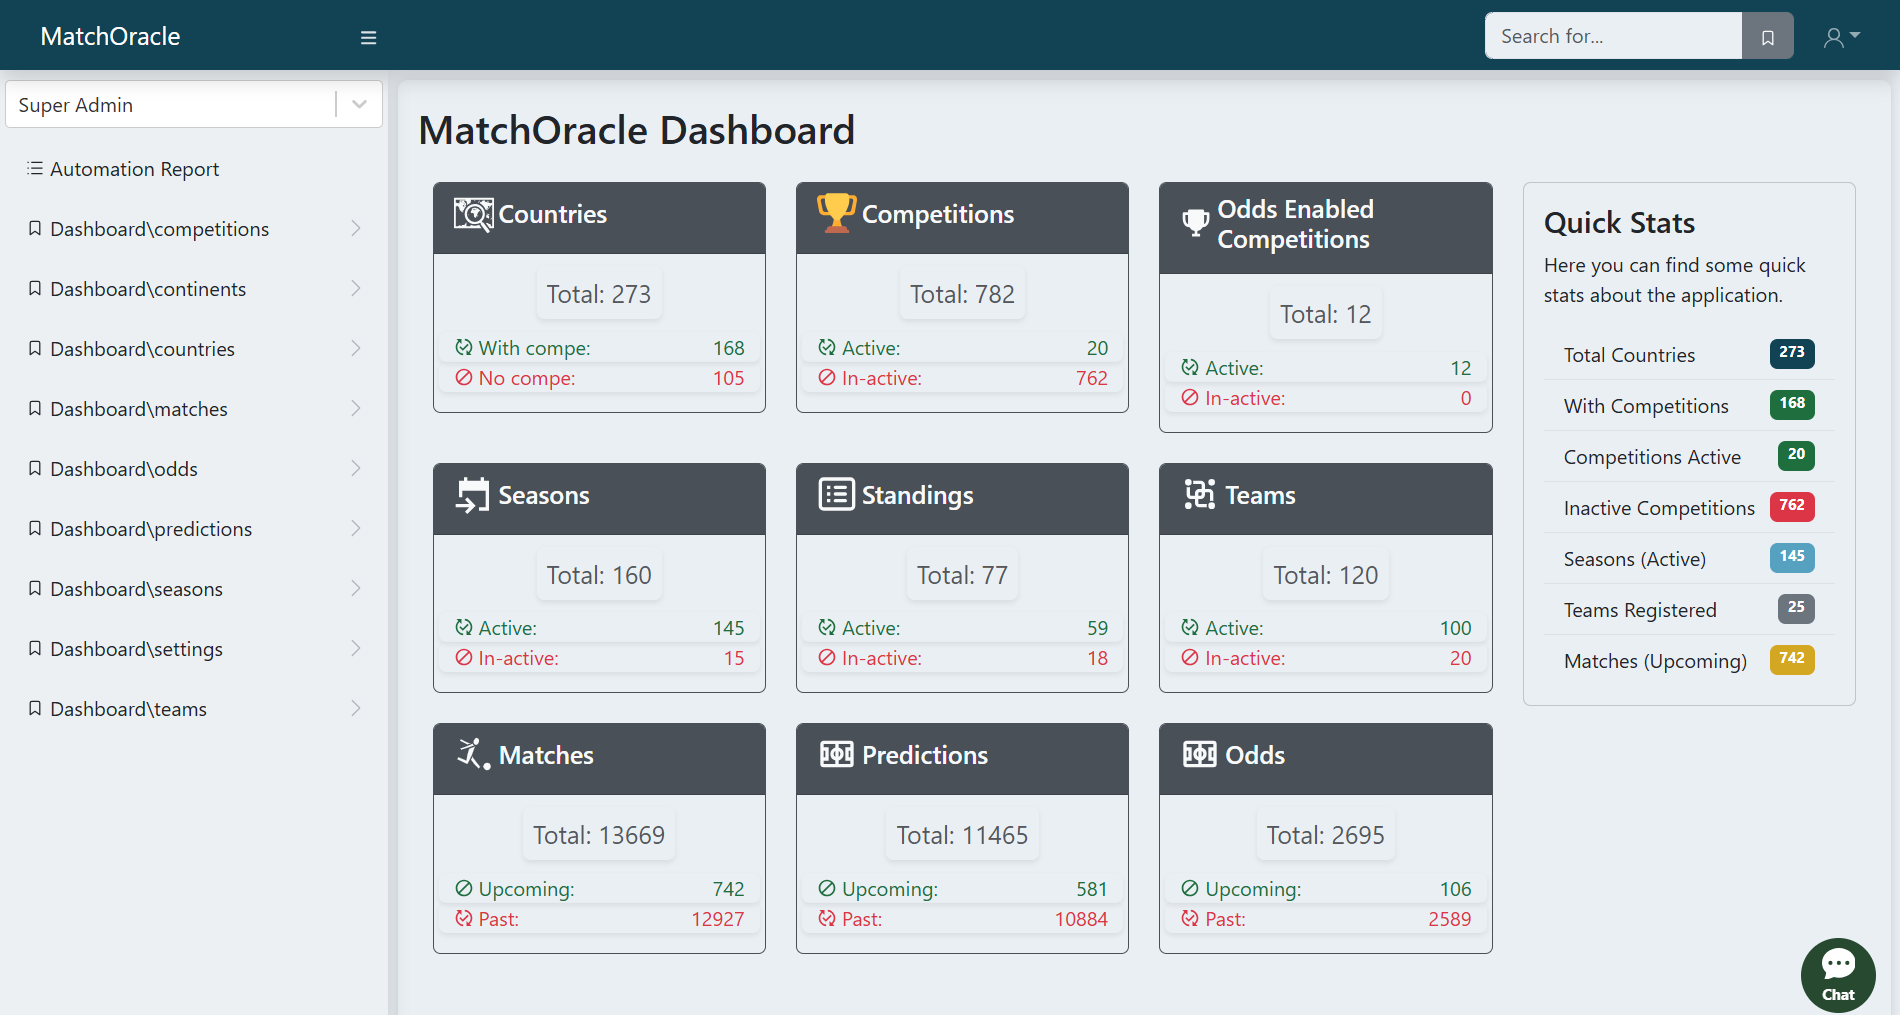 MatchOracle
Search for...
Super Admin
Automation Report
Dashboard\competitions
Dashboard\continents
Dashboard\countries
Dashboard\matches
Dashboard\odds
Dashboard\predictions
Dashboard\seasons
Dashboard\settings
Dashboard\teams
MatchOracle Dashboard
Countries
Total: 273
With compe: 168
No compe: 105
Competitions
Total: 782
Active: 20
In-active: 762
Odds Enabled
Competitions
Total: 12
Active: 12
In-active: 0
Seasons
Total: 160
Active: 145
In-active: 15
Standings
Total: 77
Active: 59
In-active: 18
Teams
Total: 120
Active: 100
In-active: 20
Matches
Total: 13669
Upcoming: 742
Past: 12927
Predictions
Total: 11465
Upcoming: 581
Past: 10884
Odds
Total: 2695
Upcoming: 106
Past: 2589
Quick Stats
Here you can find some quick
stats about the application.
Total Countries 273
With Competitions 168
Competitions Active 20
Inactive Competitions 762
Seasons (Active) 145
Teams Registered 25
Matches (Upcoming) 742
Chat